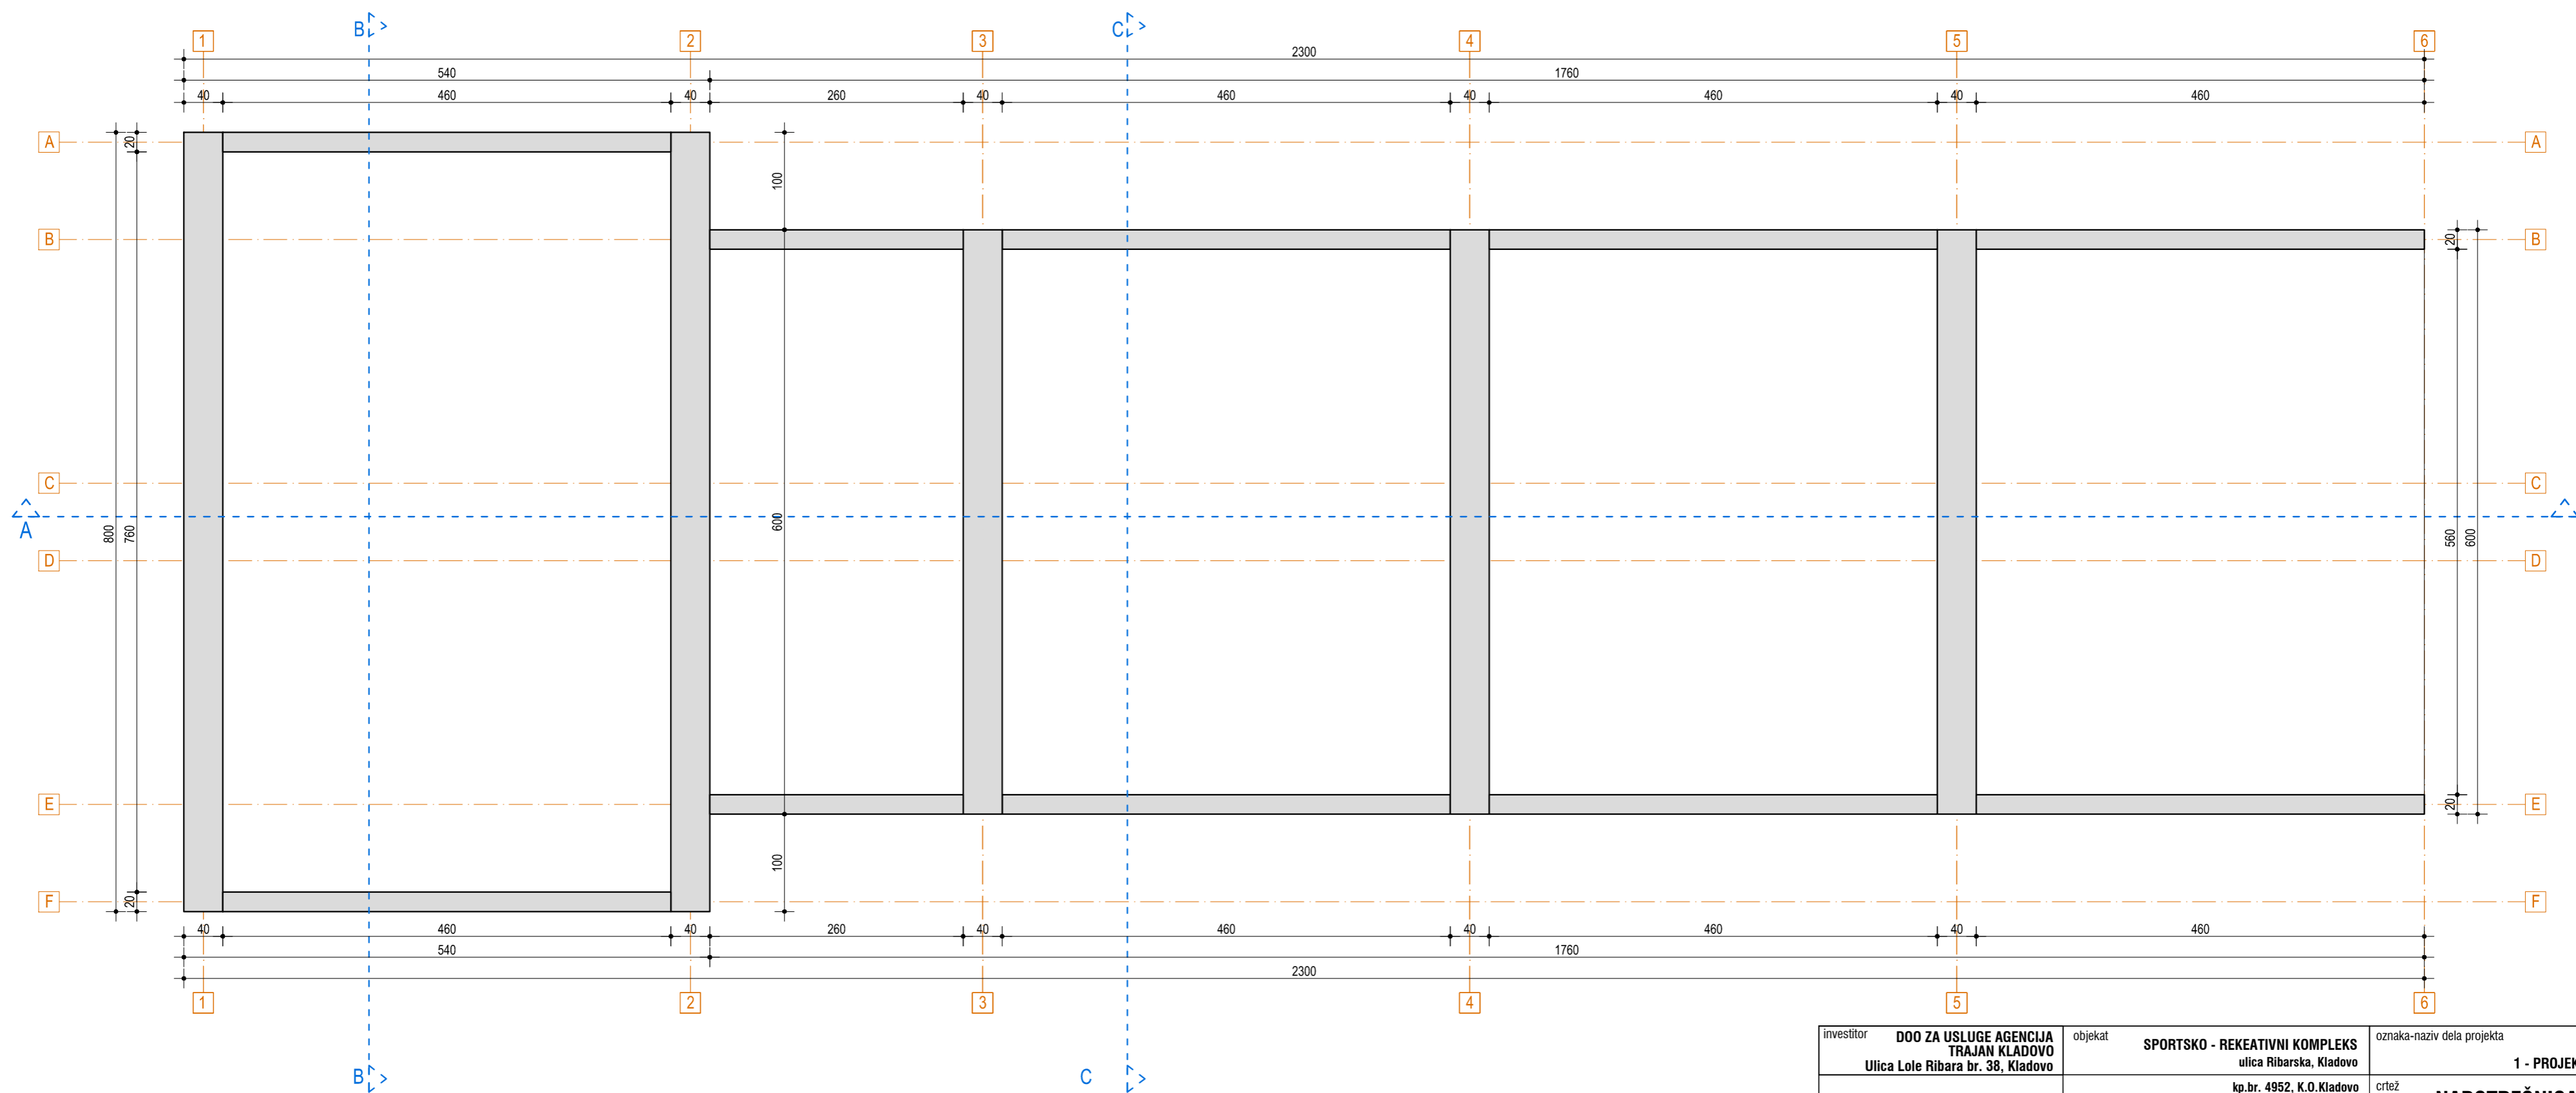 B C
1 2 3 4 5 6
2300
540 1760
40 460 40 260 40 460 40 460 40 460
A 20 100 A
B 20 B
C C
A 800 760 600 560 600
D D
E 20 E
100
F 20 F
40 460 40 260 40 460 40 460 40 460
540 1760
2300
1 2 3 4 5 6
B C
investitor DOO ZA USLUGE AGENCIJA
TRAJAN KLADOVO
Ulica Lole Ribara br. 38, Kladovo
objekat
SPORTSKO - REKEATIVNI KOMPLEKS
ulica Ribarska, Kladovo
kp.br. 4952, K.O.Kladovo
oznaka-naziv dela projekta
1 - PROJEK
crtež